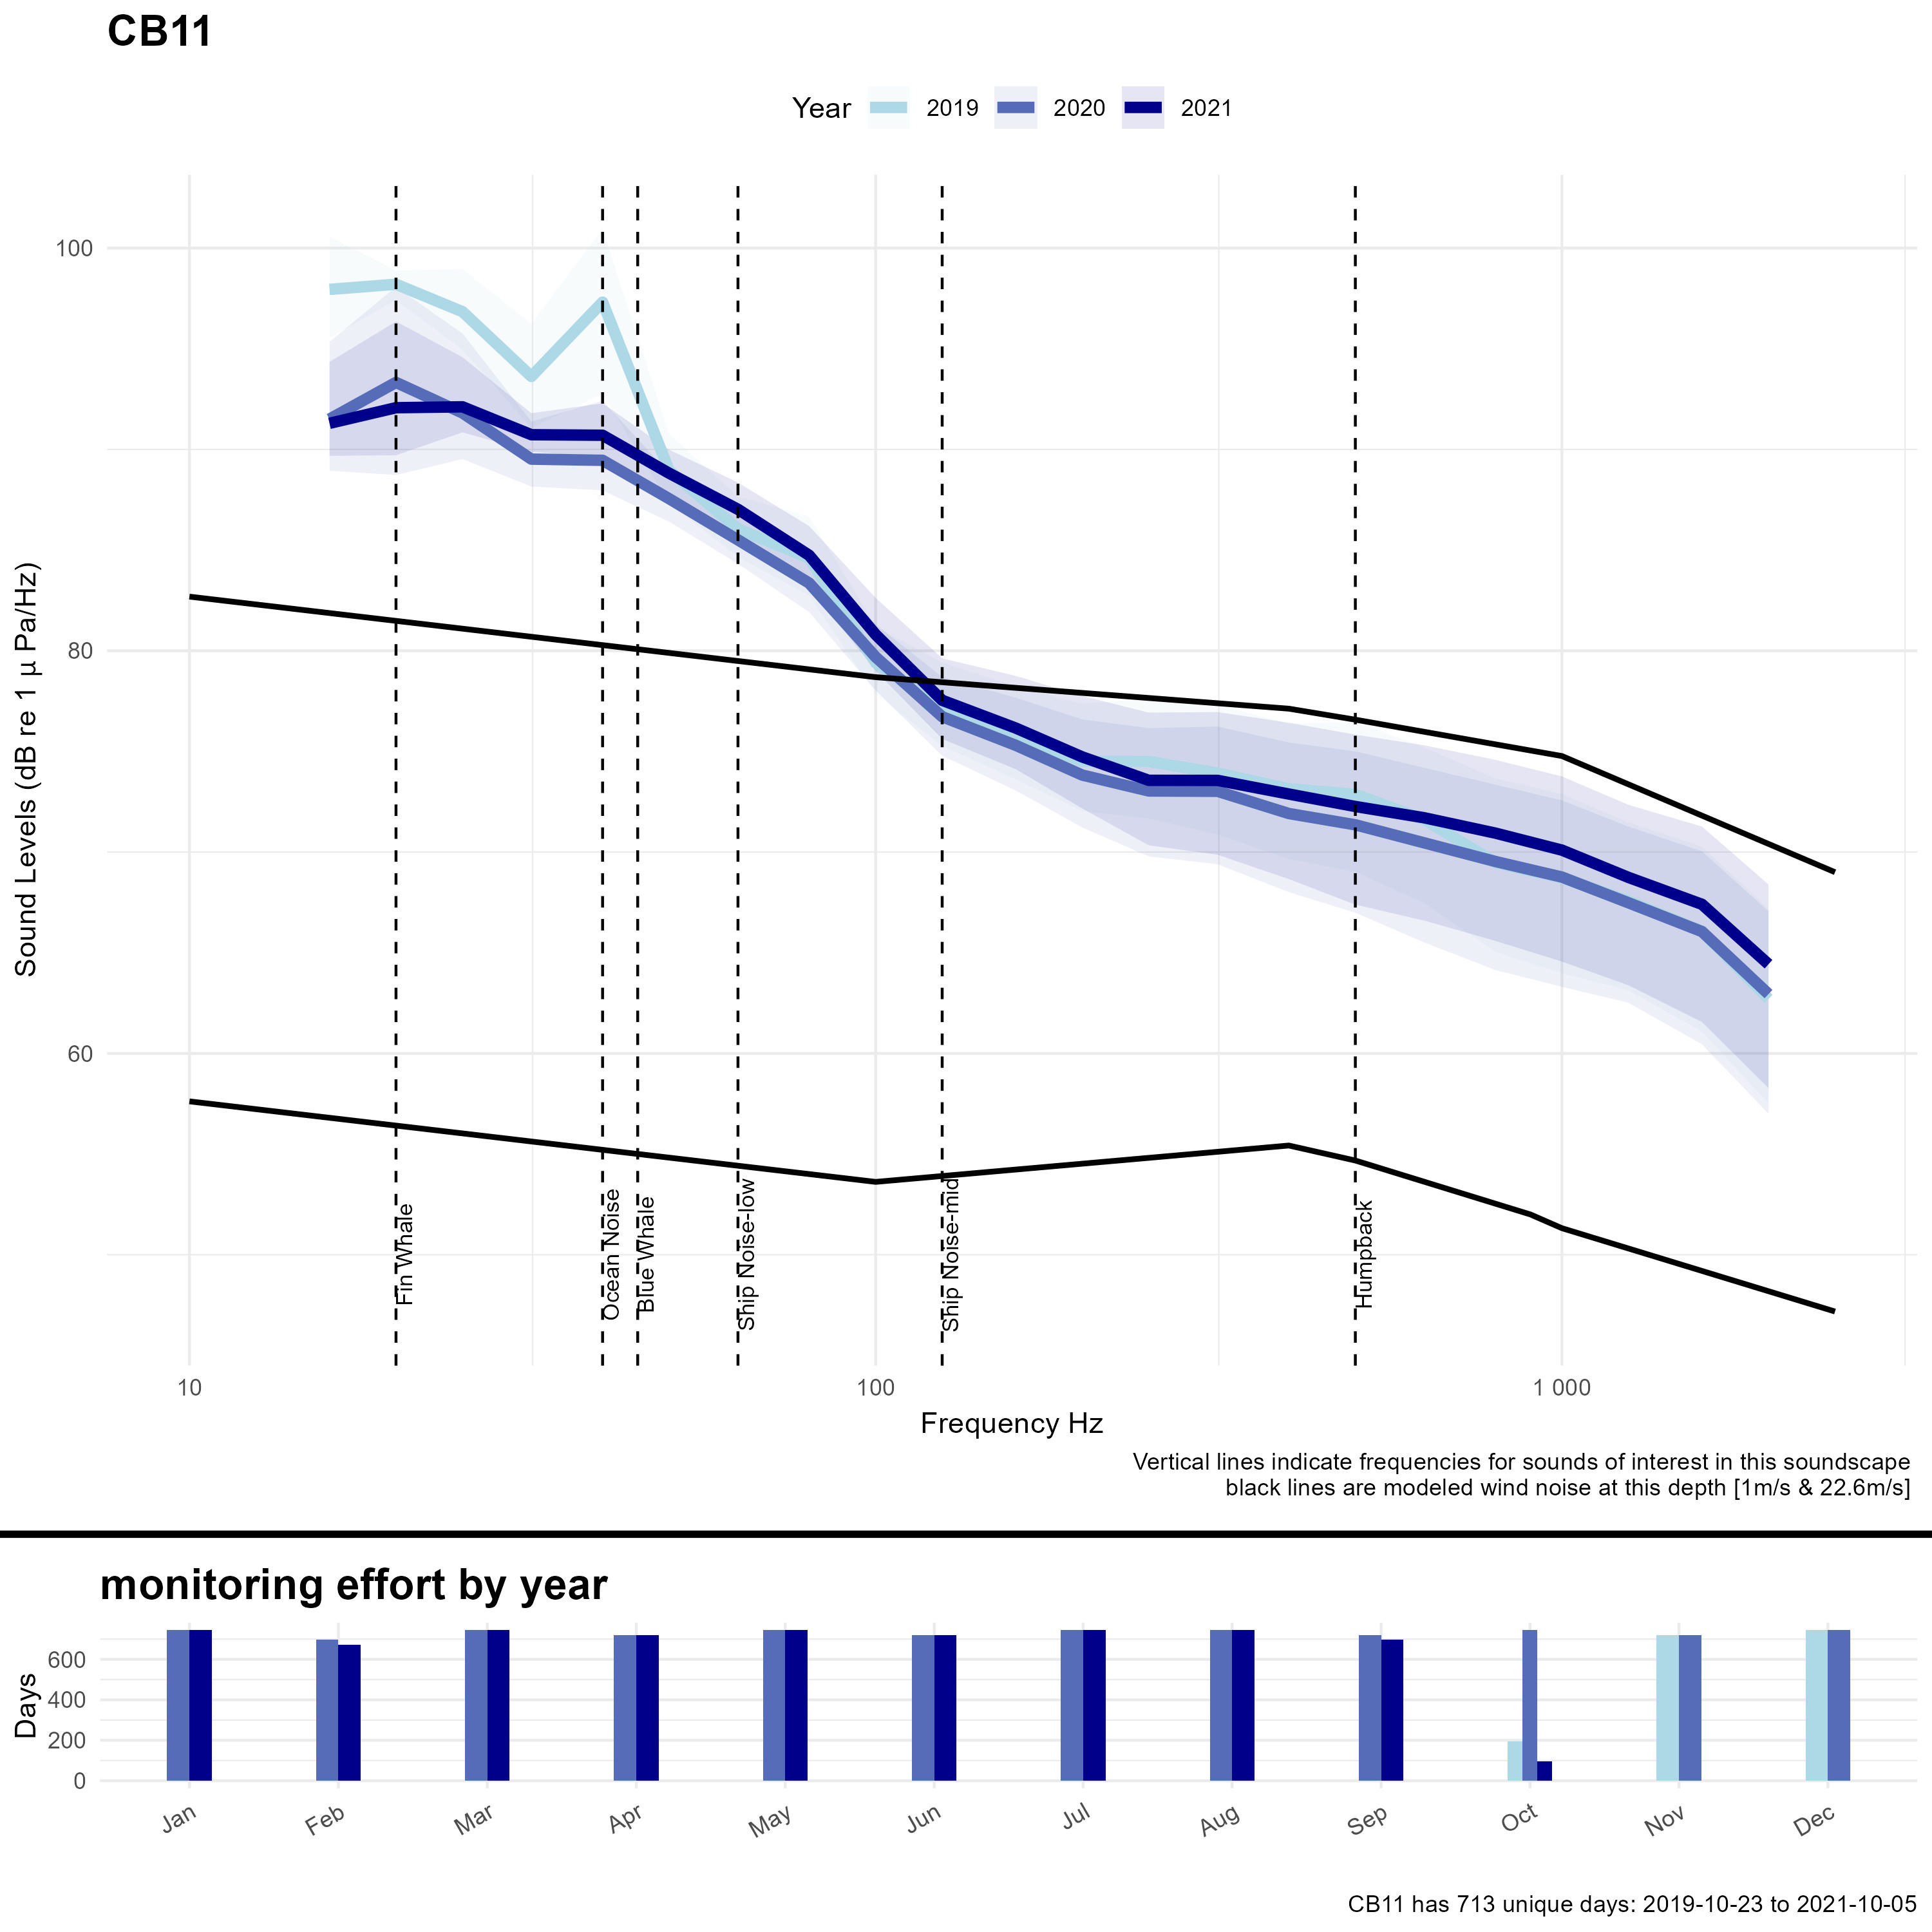 CB11
Year 2019 2020 2021
100
80
60
Sound Levels (dB re 1 µ Pa/Hz)
Fin Whale
Ocean Noise
Blue Whale
Ship Noise-low
Ship Noise-mid
Humpback
10 100 1 000
Frequency Hz
Vertical lines indicate frequencies for sounds of interest in this soundscape
black lines are modeled wind noise at this depth [1m/s & 22.6m/s]
monitoring effort by year
Days
600
400
200
0
Jan Feb Mar Apr May Jun Jul Aug Sep Oct Nov Dec
CB11 has 713 unique days: 2019-10-23 to 2021-10-05